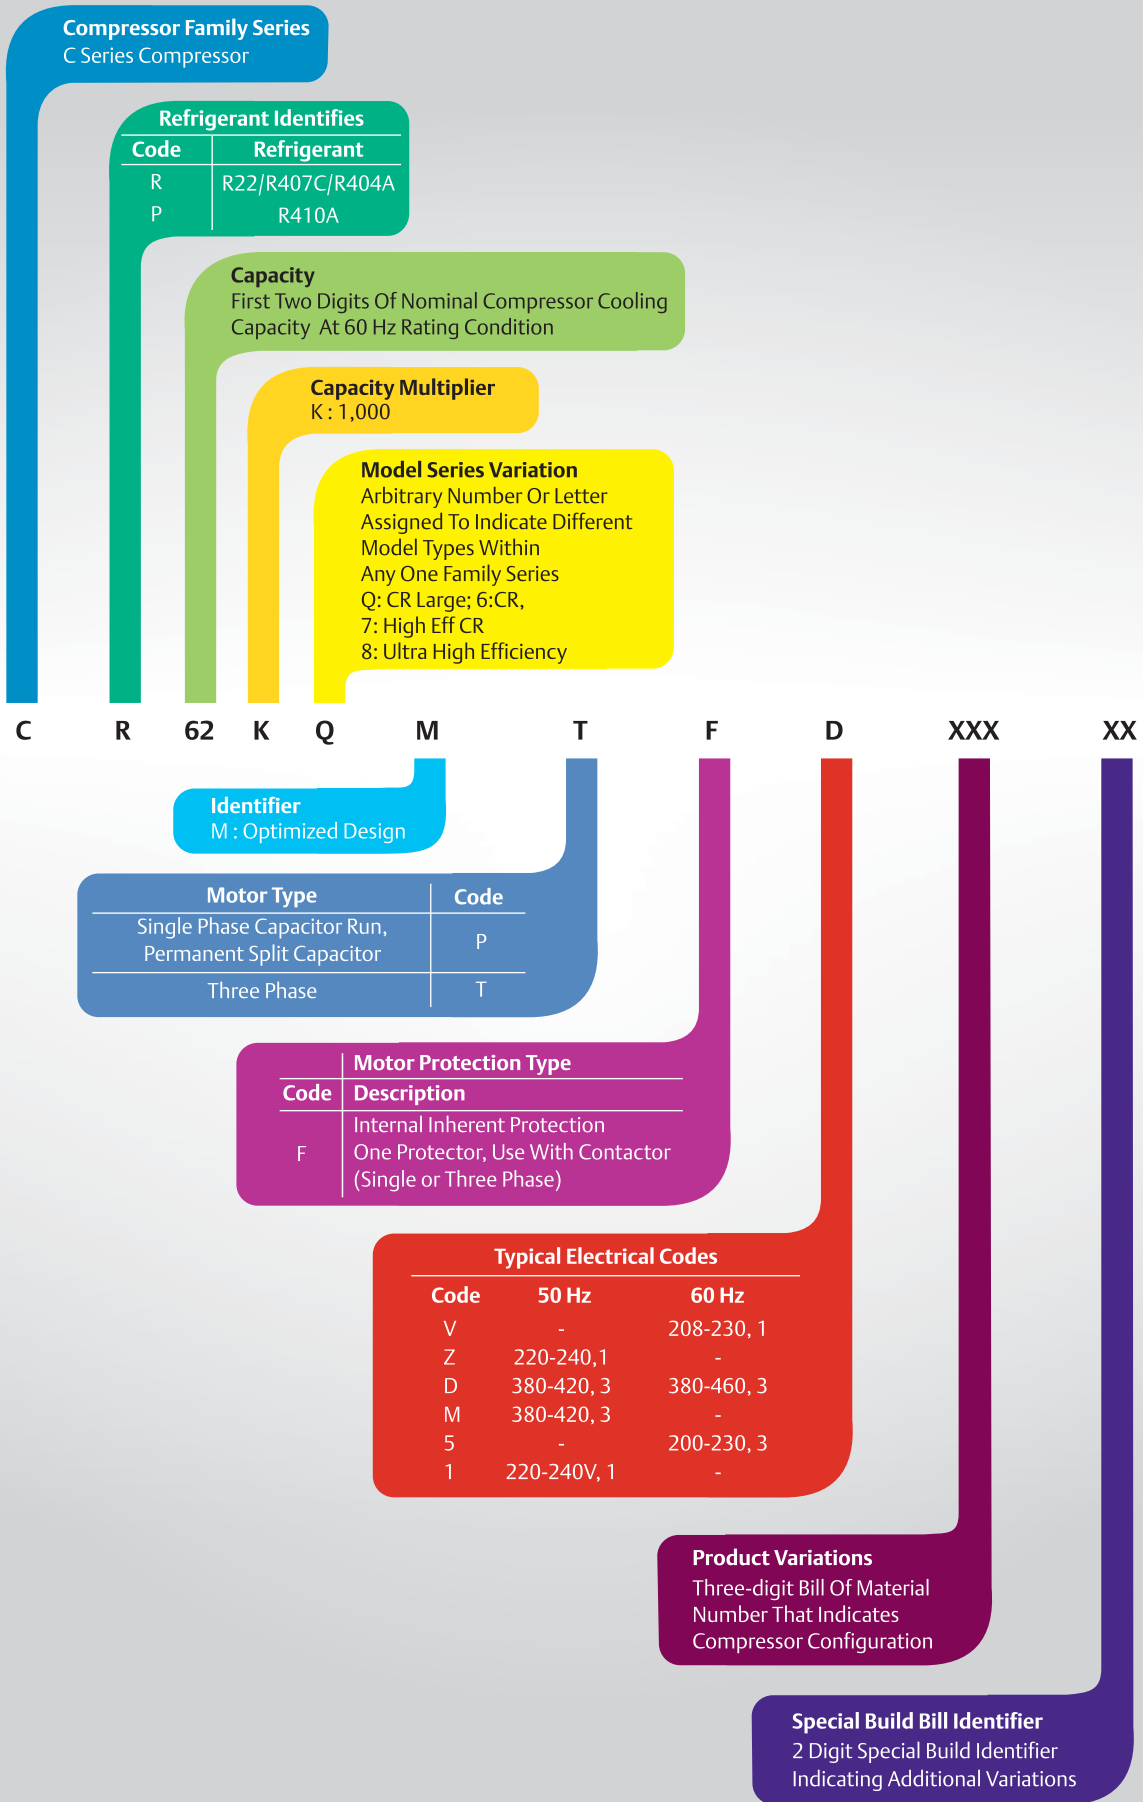 Compressor Family Series
C Series Compressor
Refrigerant Identifies
Code Refrigerant
R R22/R407C/R404A
P R410A
Capacity
First Two Digits Of Nominal Compressor Cooling
Capacity At 60 Hz Rating Condition
Capacity Multiplier
K : 1,000
Model Series Variation
Arbitrary Number Or Letter
Assigned To Indicate Different
Model Types Within
Any One Family Series
Q: CR Large; 6:CR,
7: High Eff CR
8: Ultra High Efficiency
C R 62 K Q M T F D XXX XX
Identifier
M : Optimized Design
Motor Type Code
Single Phase Capacitor Run,
Permanent Split Capacitor P
Three Phase T
Motor Protection Type
Code Description
Internal Inherent Protection
F One Protector, Use With Contactor
(Single or Three Phase)
Typical Electrical Codes
Code 50 Hz 60 Hz
V - 208-230, 1
Z 220-240,1 -
D 380-420, 3 380-460, 3
M 380-420, 3 -
5 - 200-230, 3
1 220-240V, 1 -
Product Variations
Three-digit Bill Of Material
Number That Indicates
Compressor Configuration
Special Build Bill Identifier
2 Digit Special Build Identifier
Indicating Additional Variations